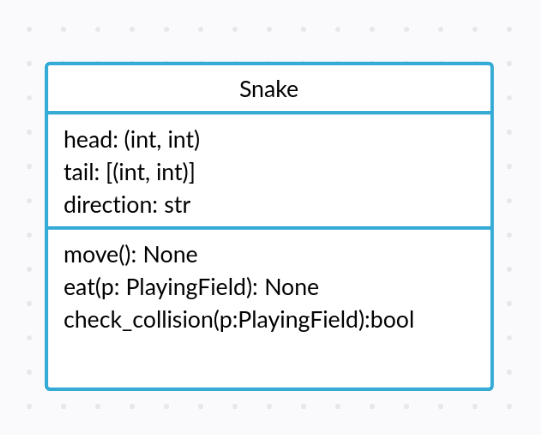 Snake
head: (int, int)
tail: [(int, int)]
direction: str
move(): None
eat(p: PlayingField): None
check_collision(p:PlayingField):bool